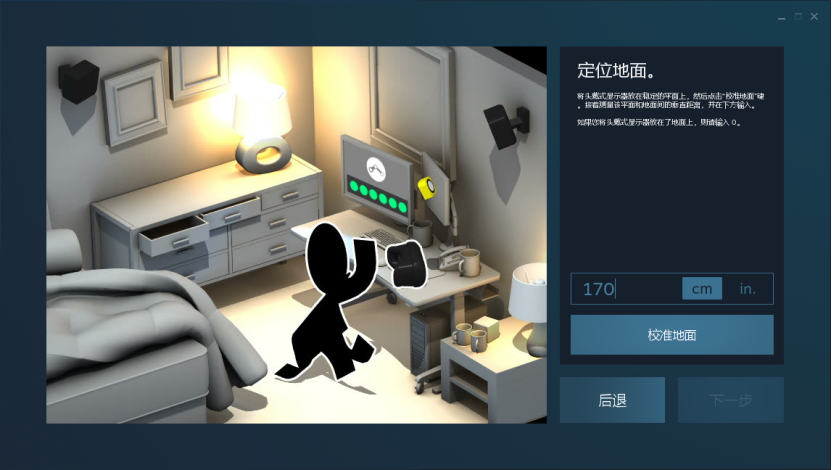 定位地面。
将头戴式显示器放在稳定的平面上，然后点击“校准地面”键
。接着测量该平面和地面间的垂直距离，并在下方输入。
如果您将头戴式显示器放在了地面上，则请输入 0。
170 cm in.
校准地面
后退 下一步